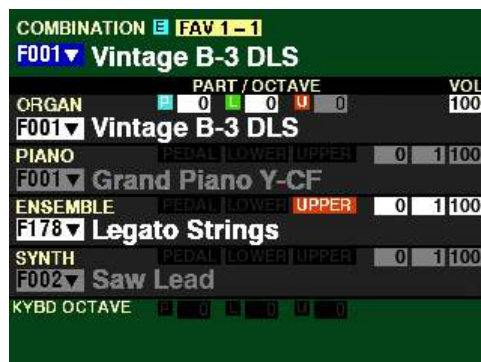 COMBINATION E FAV 1 – 1
F001▼ Vintage B-3 DLS
PART / OCTAVE VOL
ORGAN P 0 L 0 U 0 100
F001▼ Vintage B-3 DLS
PIANO PEDAL LOWER UPPER 0 1 100
F001▼ Grand Piano Y-CF
ENSEMBLE PEDAL LOWER UPPER 0 1 100
F178▼ Legato Strings
SYNTH PEDAL LOWER UPPER 0 1 100
F002▼ Saw Lead
KYBD OCTAVE P 0 L 0 U 0